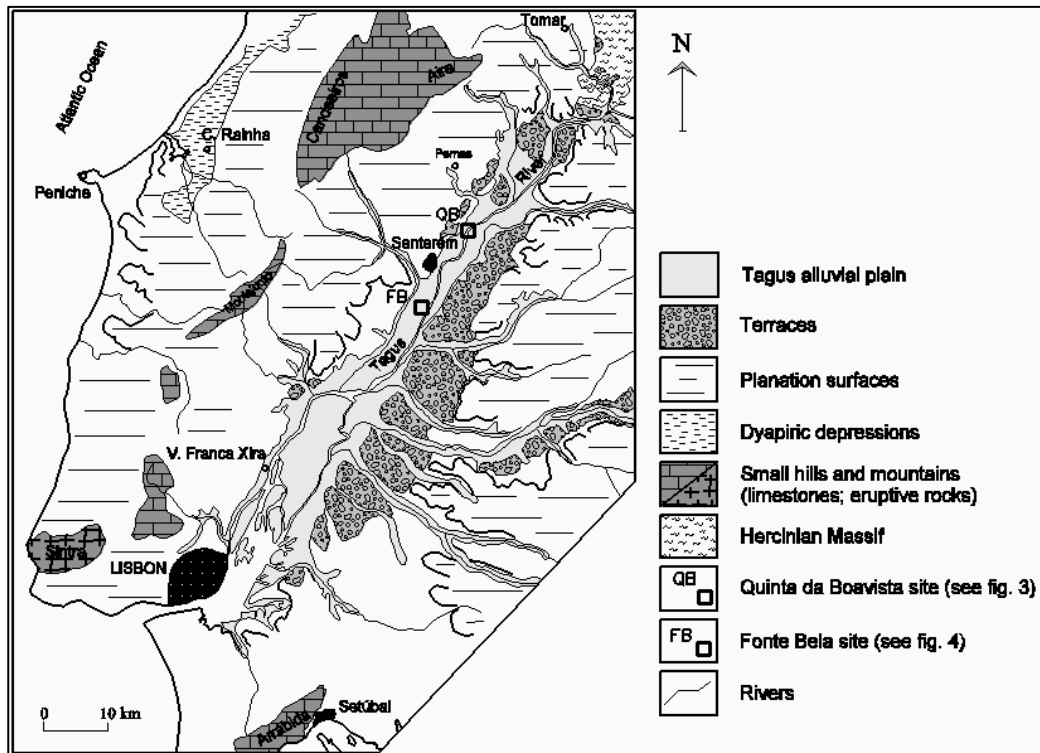 Atlantic Ocean
Tomar
N
Aire
Candeeiros
C. Rainha
Pernes
River
Peniche
QB
Santarém
Montejunto
FB
Tagus
V. Franca Xira
Sintra
LISBON
0 10 km
Arrábida
Setúbal
Tagus alluvial plain
Terraces
Planation surfaces
Dyapiric depressions
Small hills and mountains
(limestones; eruptive rocks)
Hercinian Massif
QB
Quinta da Boavista site (see fig. 3)
FB
Fonte Bela site (see fig. 4)
Rivers